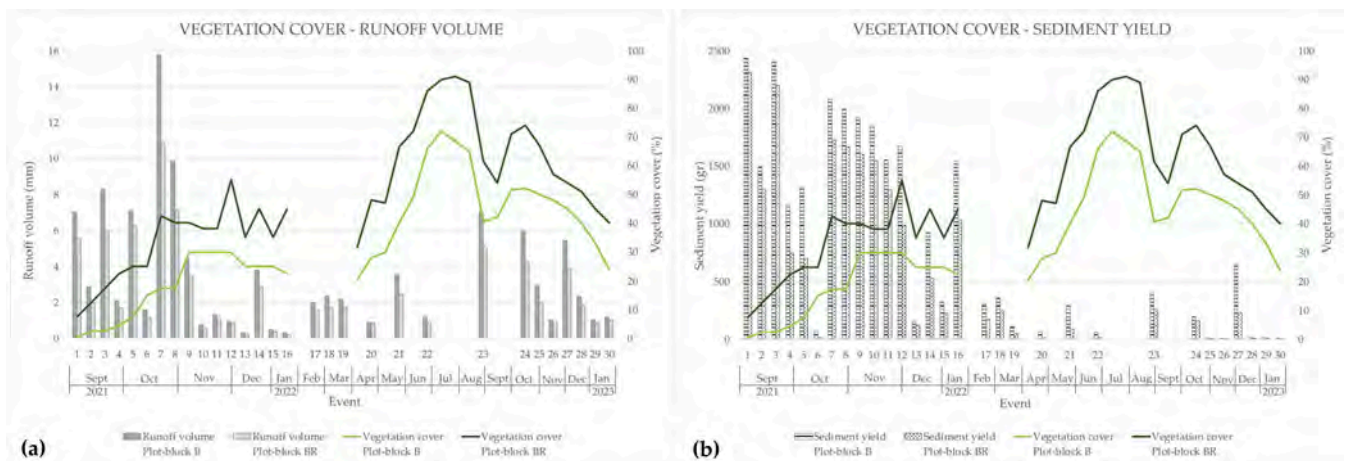 VEGETATION COVER - RUNOFF VOLUME
16
14
12
10
8
6
4
2
0
Runoff volume (mm)
100
90
80
70
60
50
40
30
20
10
0
Vegetation cover (%)
1 2 3 4 5 6 7 8 9 10 11 12 13 14 15 16 17 18 19 20 21 22 23 24 25 26 27 28 29 30
Sept Oct Nov Dec Jan Feb Mar Apr May Jun Jul Aug Sept Oct Nov Dec Jan
2021 2022 2023
Event
Runoff volume Runoff volume Vegetation cover Vegetation cover
Plot-block B Plot-block BR Plot-block B Plot-block BR
(a)
VEGETATION COVER - SEDIMENT YIELD
2500
2000
1500
1000
500
0
Sediment yield (gr)
100
90
80
70
60
50
40
30
20
10
0
Vegetation cover (%)
1 2 3 4 5 6 7 8 9 10 11 12 13 14 15 16 17 18 19 20 21 22 23 24 25 26 27 28 29 30
Sept Oct Nov Dec Jan Feb Mar Apr May Jun Jul Aug Sept Oct Nov Dec Jan
2021 2022 2023
Event
Sediment yield Sediment yield Vegetation cover Vegetation cover
Plot-block B Plot-block BR Plot-block B Plot-block BR
(b)